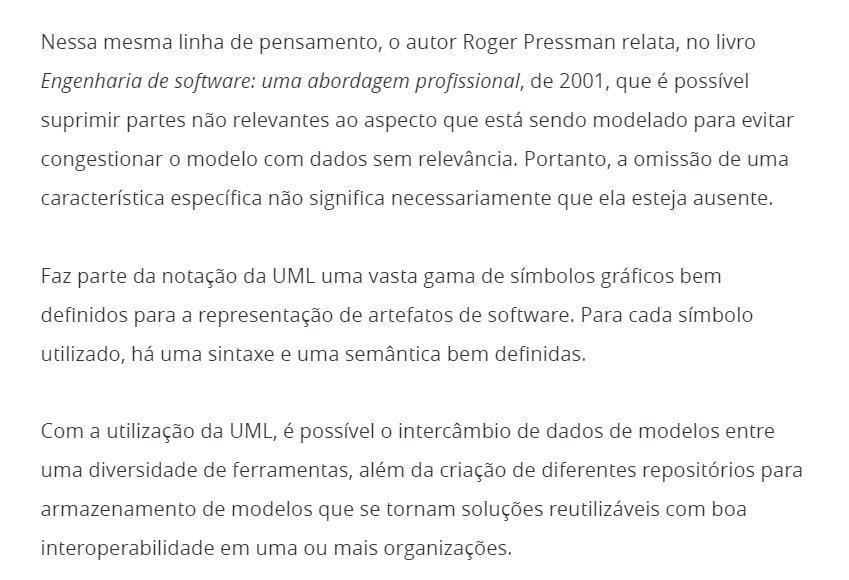 Nessa mesma linha de pensamento, o autor Roger Pressman relata, no livro
Engenharia de software: uma abordagem profissional, de 2001, que é possível
suprimir partes não relevantes ao aspecto que está sendo modelado para evitar
congestionar o modelo com dados sem relevância. Portanto, a omissão de uma
característica específica não significa necessariamente que ela esteja ausente.
Faz parte da notação da UML uma vasta gama de símbolos gráficos bem
definidos para a representação de artefatos de software. Para cada símbolo
utilizado, há uma sintaxe e uma semântica bem definidas.
Com a utilização da UML, é possível o intercâmbio de dados de modelos entre
uma diversidade de ferramentas, além da criação de diferentes repositórios para
armazenamento de modelos que se tornam soluções reutilizáveis com boa
interoperabilidade em uma ou mais organizações.